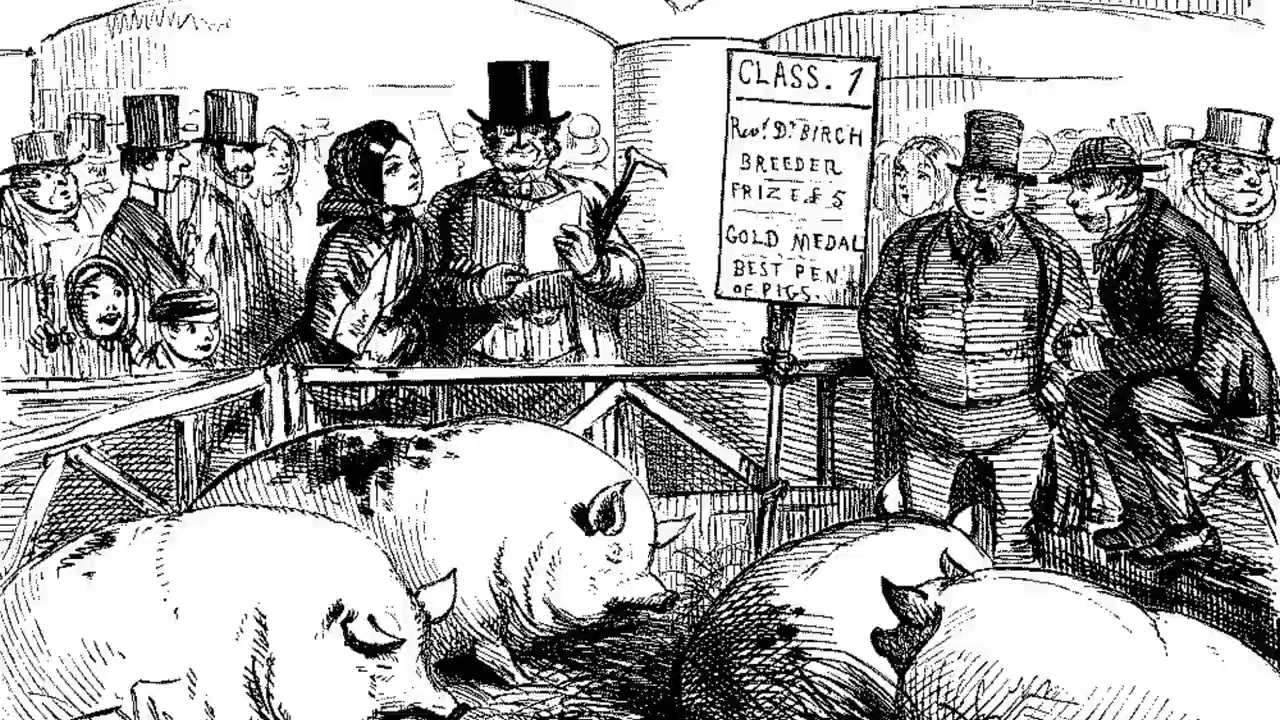 CLASS. 1
Revd. Dr BIRCH
BREEDER
PRIZE £5
GOLD MEDAL
BEST PEN
OF PIGS.